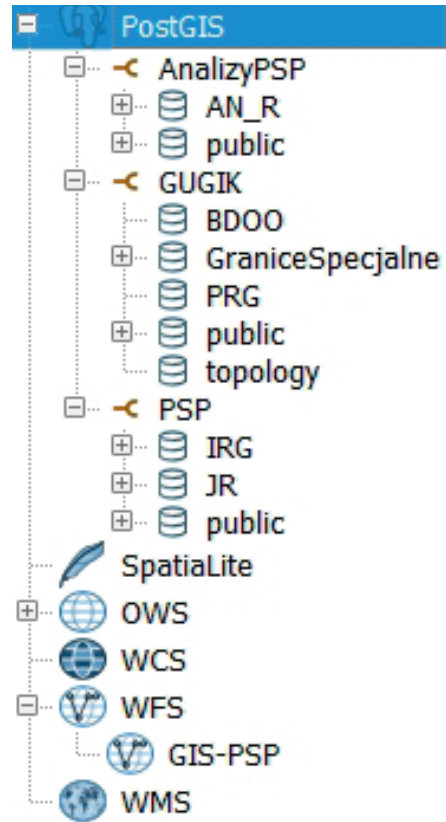 PostGIS
AnalizyPSP
AN_R
public
GUGIK
BDOO
GraniceSpecjalne
PRG
public
topology
PSP
IRG
JR
public
SpatiaLite
OWS
WCS
WFS
GIS-PSP
WMS